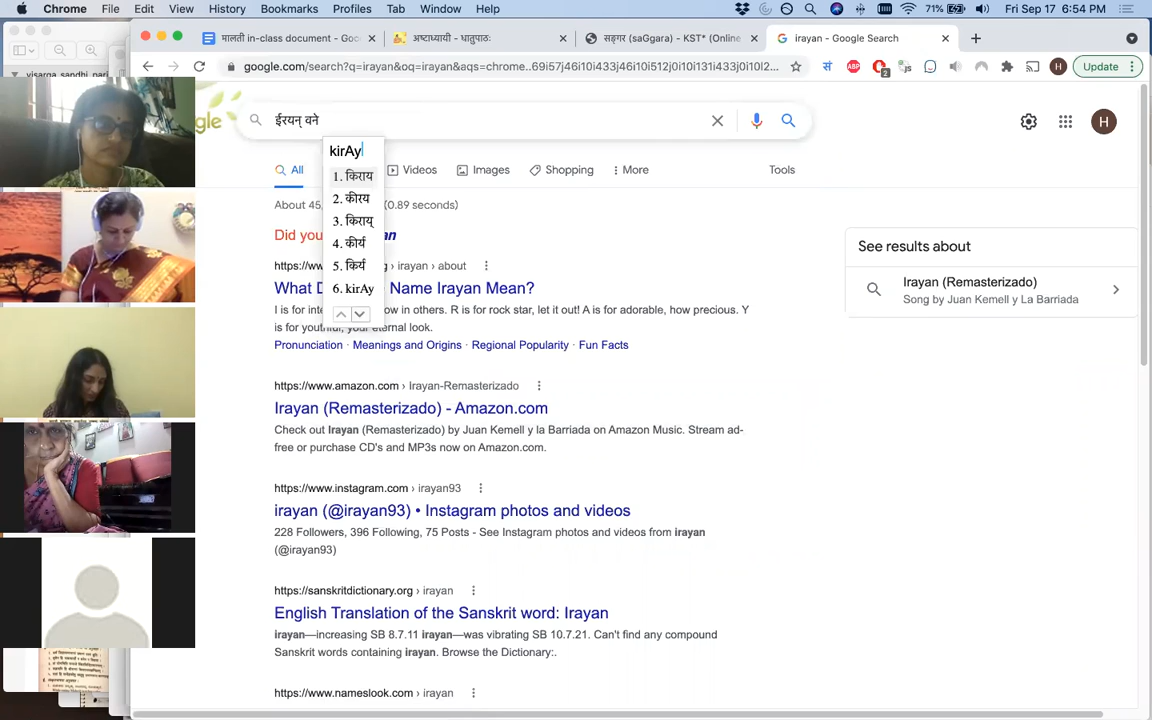 Chrome File Edit View History Bookmarks Profiles Tab Window Help 71% Fri Sep 17 6:54 PM
मालती in-class document - Goo
अष्टाध्यायी - धातुपाठः
सङ्गर (saGgara) - KST* (Online
irayan - Google Search
visarga_sandhi_pari
google.com/search?q=irayan&oq=irayan&aqs=chrome..69i57j46i10i433j46i10i512j0i10i131i433j0i10i512l2...
सं
ABP
2
H
Update
ईरयन् वने
H
kirAy
1. किराय
2. कीरय
3. किराय्
4. कीर्य
5. किर्य
6. kirAy
All
Videos
Images
Shopping
More
Tools
About 45,
(0.89 seconds)
Did you
an
https://ww
g › irayan › about
What D
Name Irayan Mean?
I is for inte
ow in others. R is for rock star, let it out! A is for adorable, how precious. Y
is for youthful, your eternal look.
Pronunciation · Meanings and Origins · Regional Popularity · Fun Facts
https://www.amazon.com › Irayan-Remasterizado
Irayan (Remasterizado) - Amazon.com
Check out Irayan (Remasterizado) by Juan Kemell y la Barriada on Amazon Music. Stream ad-
free or purchase CD's and MP3s now on Amazon.com.
https://www.instagram.com › irayan93
irayan (@irayan93) • Instagram photos and videos
228 Followers, 396 Following, 75 Posts - See Instagram photos and videos from irayan
(@irayan93)
https://sanskritdictionary.org › irayan
English Translation of the Sanskrit word: Irayan
irayan—increasing SB 8.7.11 irayan—was vibrating SB 10.7.21. Can't find any compound
Sanskrit words containing irayan. Browse the Dictionary:.
https://www.nameslook.com › irayan
See results about
Irayan (Remasterizado)
Song by Juan Kemell y La Barriada